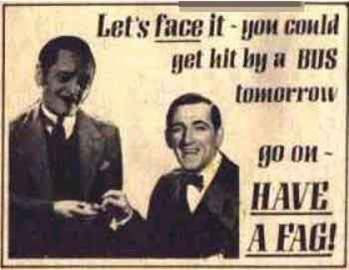 Let's face it - you could
get hit by a BUS
tomorrow
go on -
HAVE
A FAG!